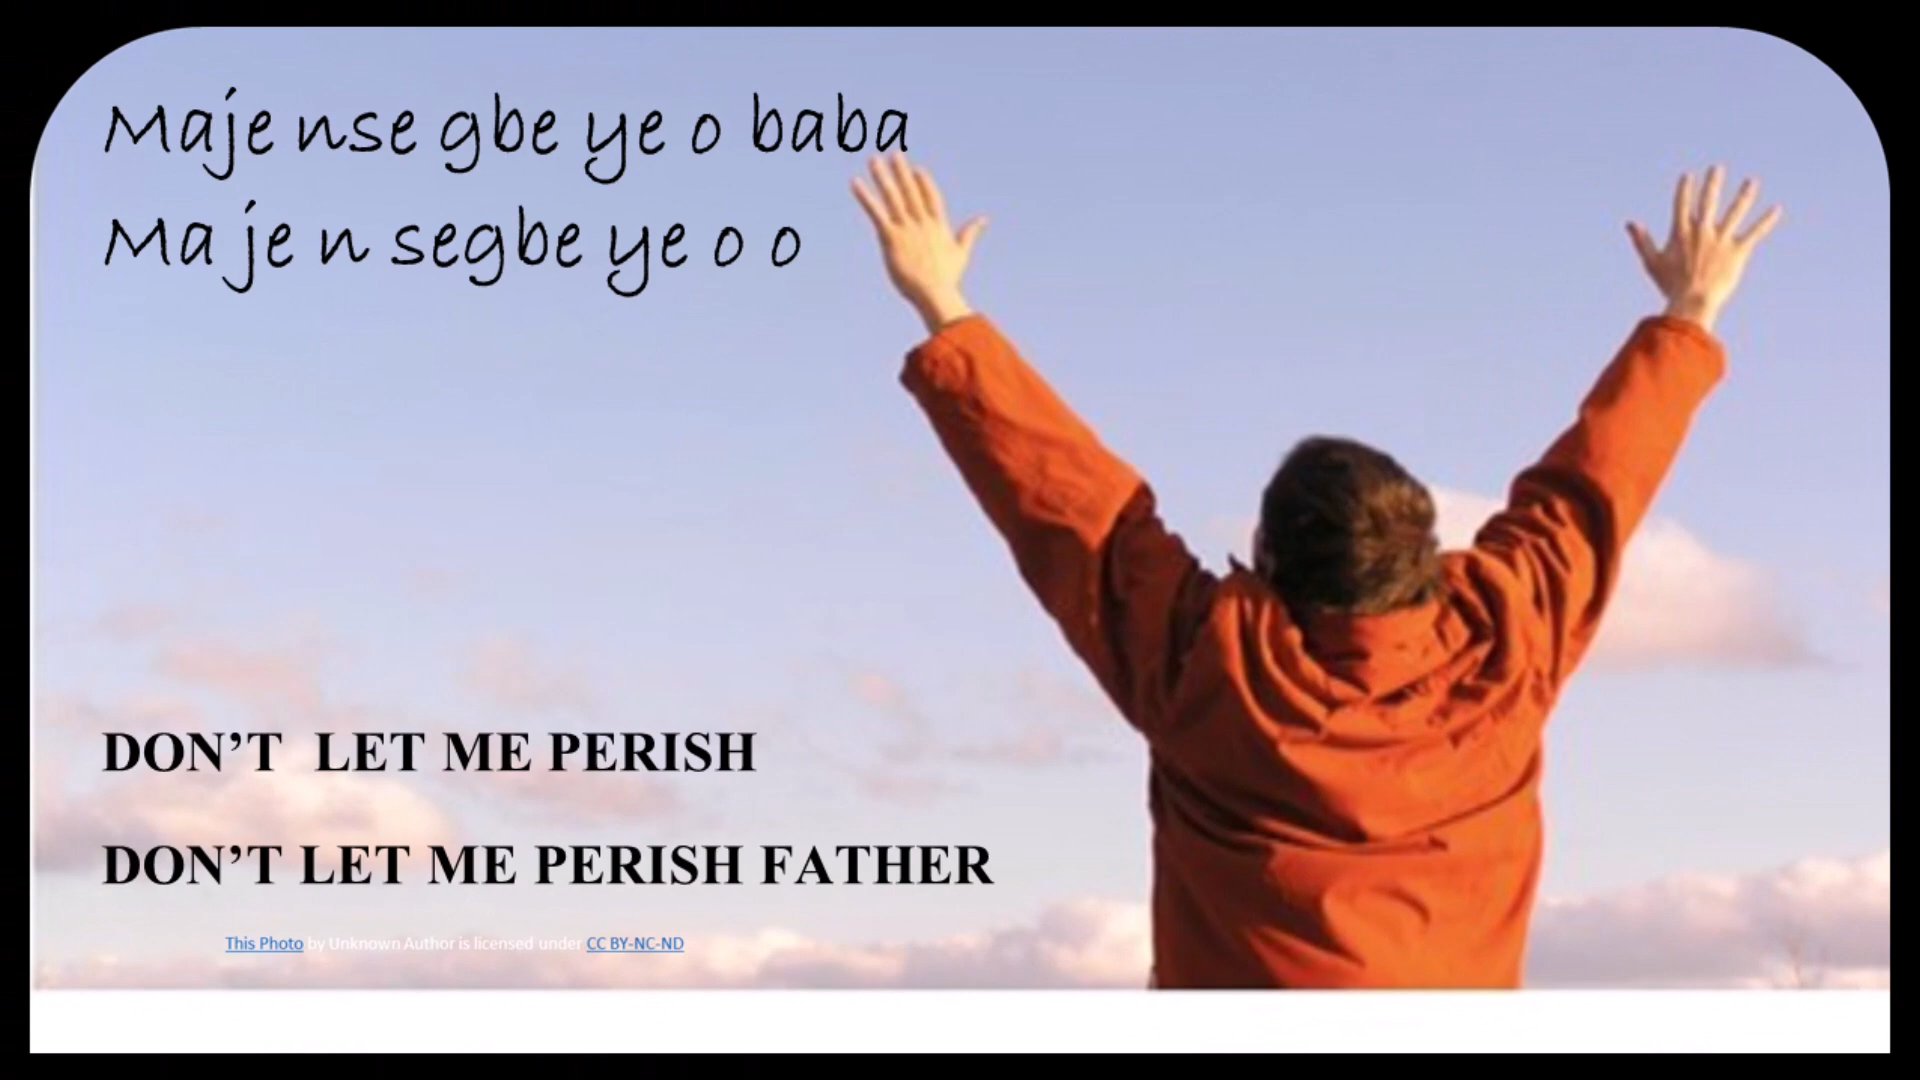 Maje nse gbe ye o baba
Ma je n segbe ye o o
DON’T LET ME PERISH
DON’T LET ME PERISH FATHER
This Photo by Unknown Author is licensed under CC BY-NC-ND